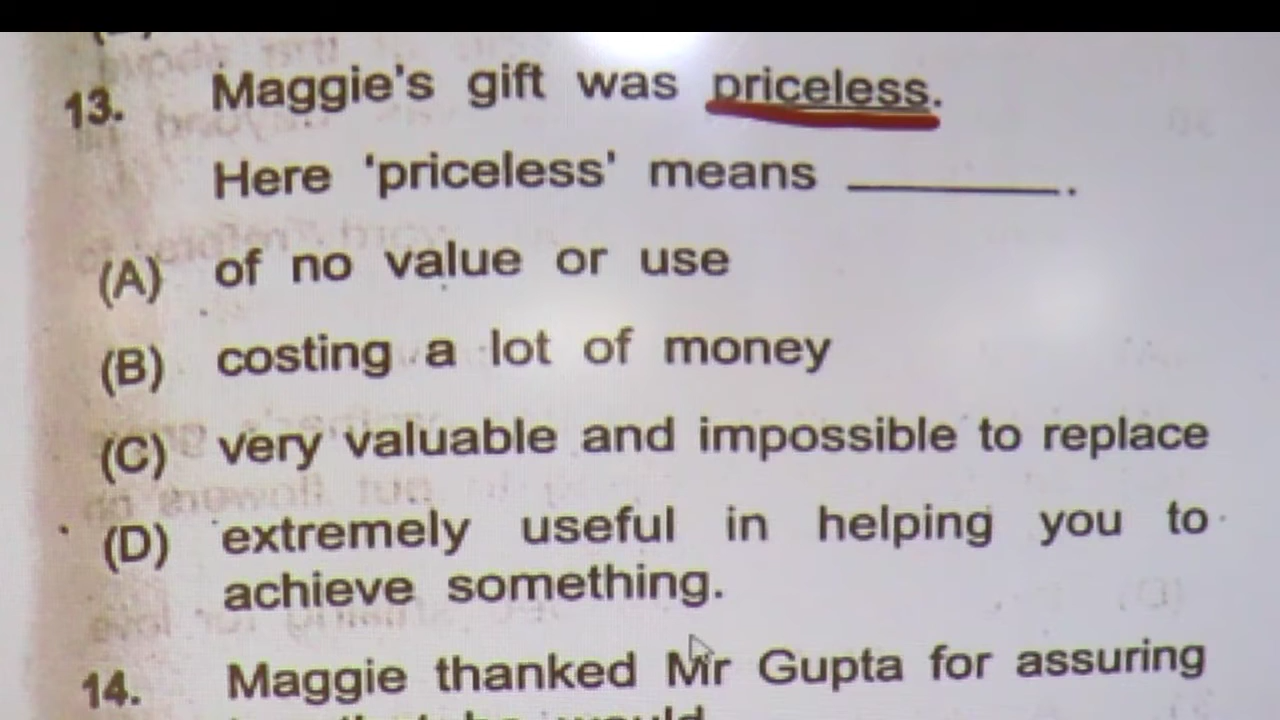 13. Maggie's gift was priceless.
Here 'priceless' means ________.
(A) of no value or use
(B) costing a lot of money
(C) very valuable and impossible to replace
(D) extremely useful in helping you to
achieve something.
14. Maggie thanked Mr Gupta for assuring
would